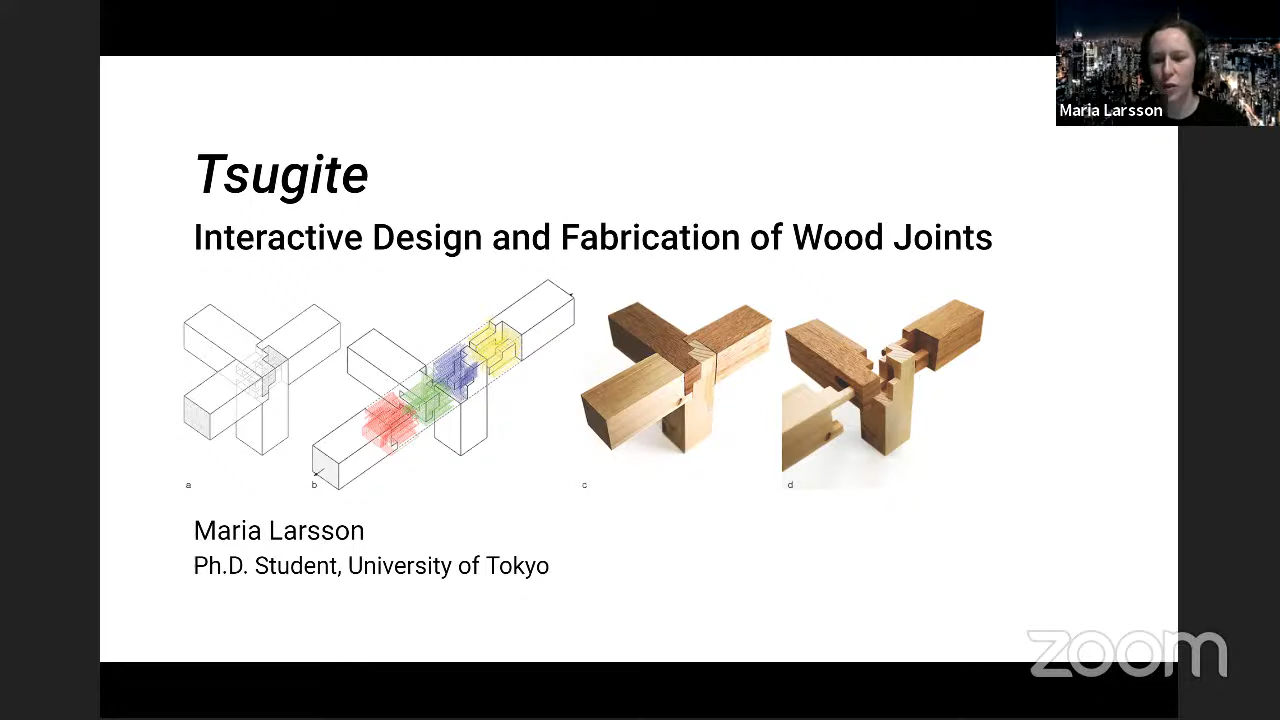 Maria Larsson
Tsugite
Interactive Design and Fabrication of Wood Joints
a
b
c
d
Maria Larsson
Ph.D. Student, University of Tokyo
zoom